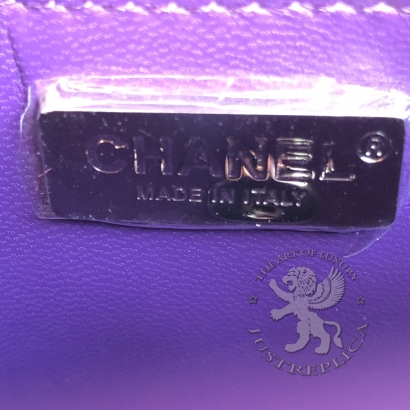 CHANEL®
MADE IN ITALY
THE ART OF LUXURY
JUSTREPLICA